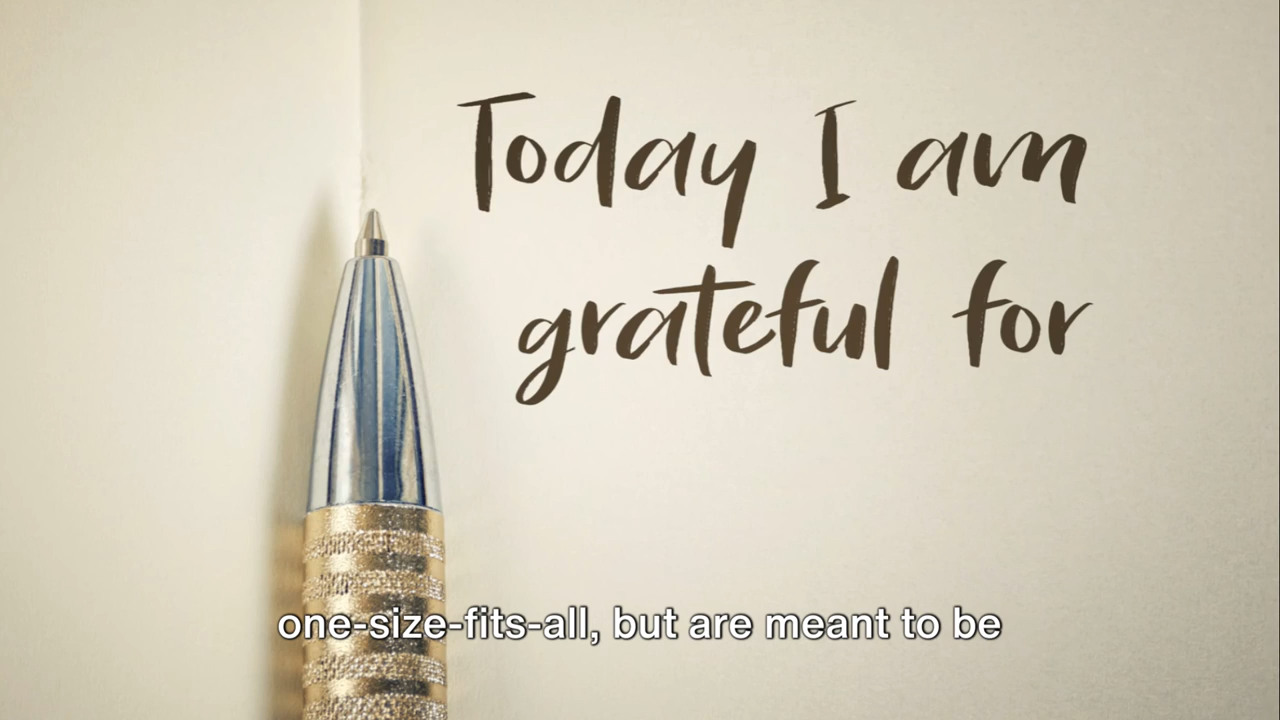 Today I am
grateful for
one-size-fits-all, but are meant to be